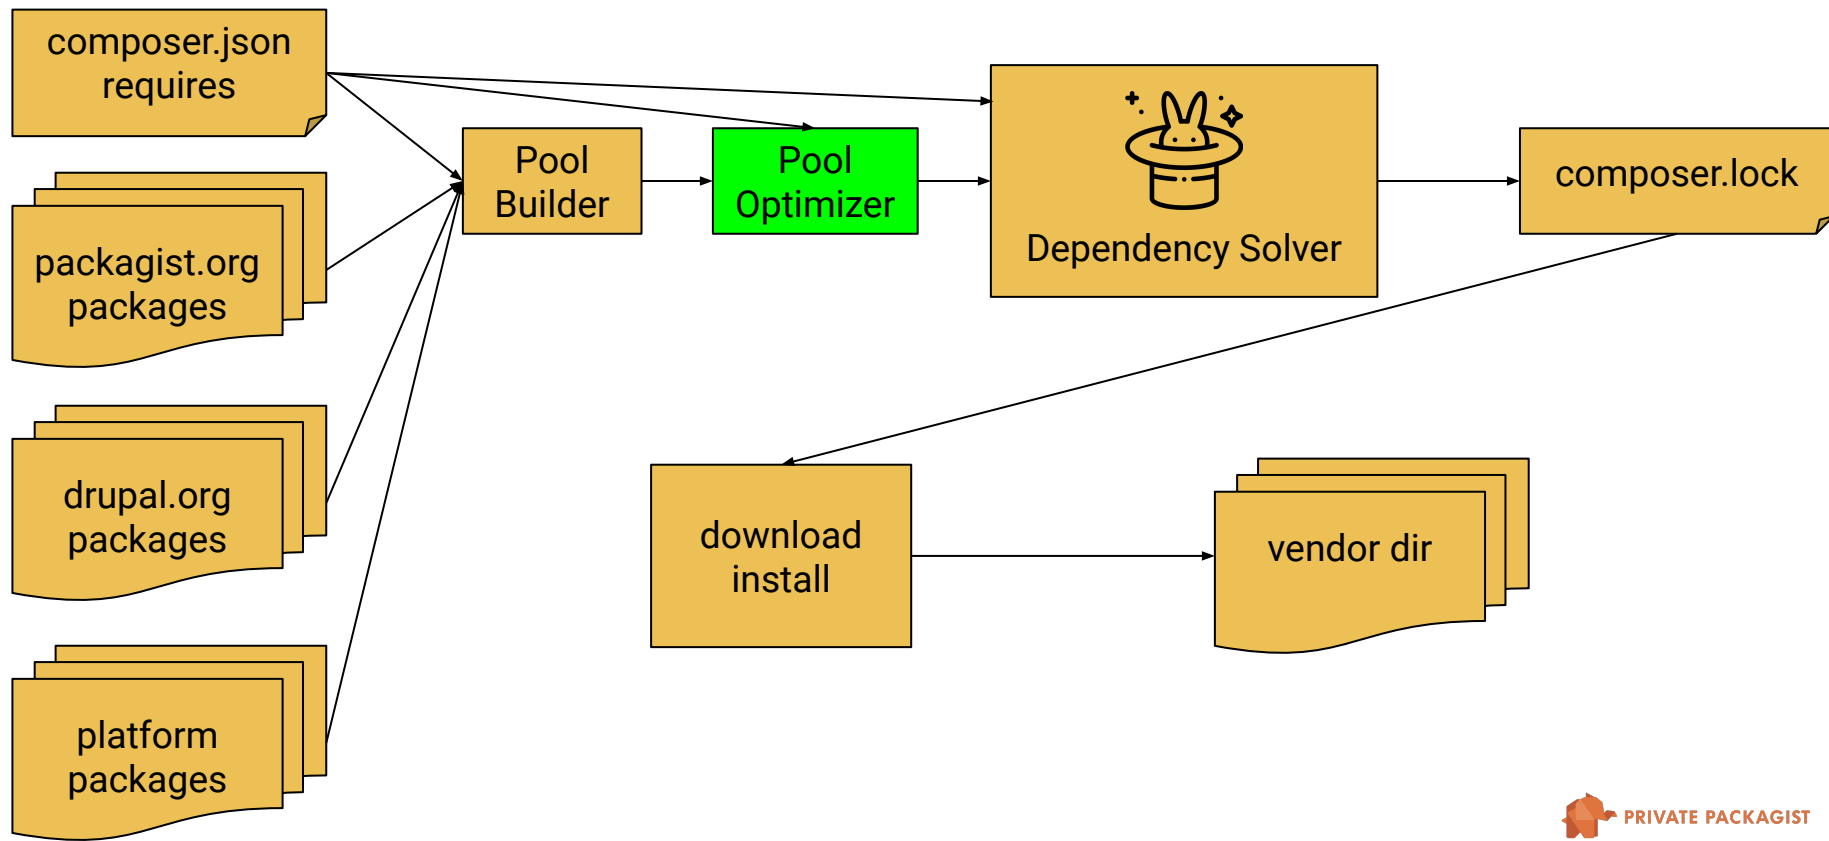 composer.json
requires
packagist.org
packages
drupal.org
packages
platform
packages
Pool
Builder
Pool
Optimizer
Dependency Solver
composer.lock
download
install
vendor dir
PRIVATE PACKAGIST